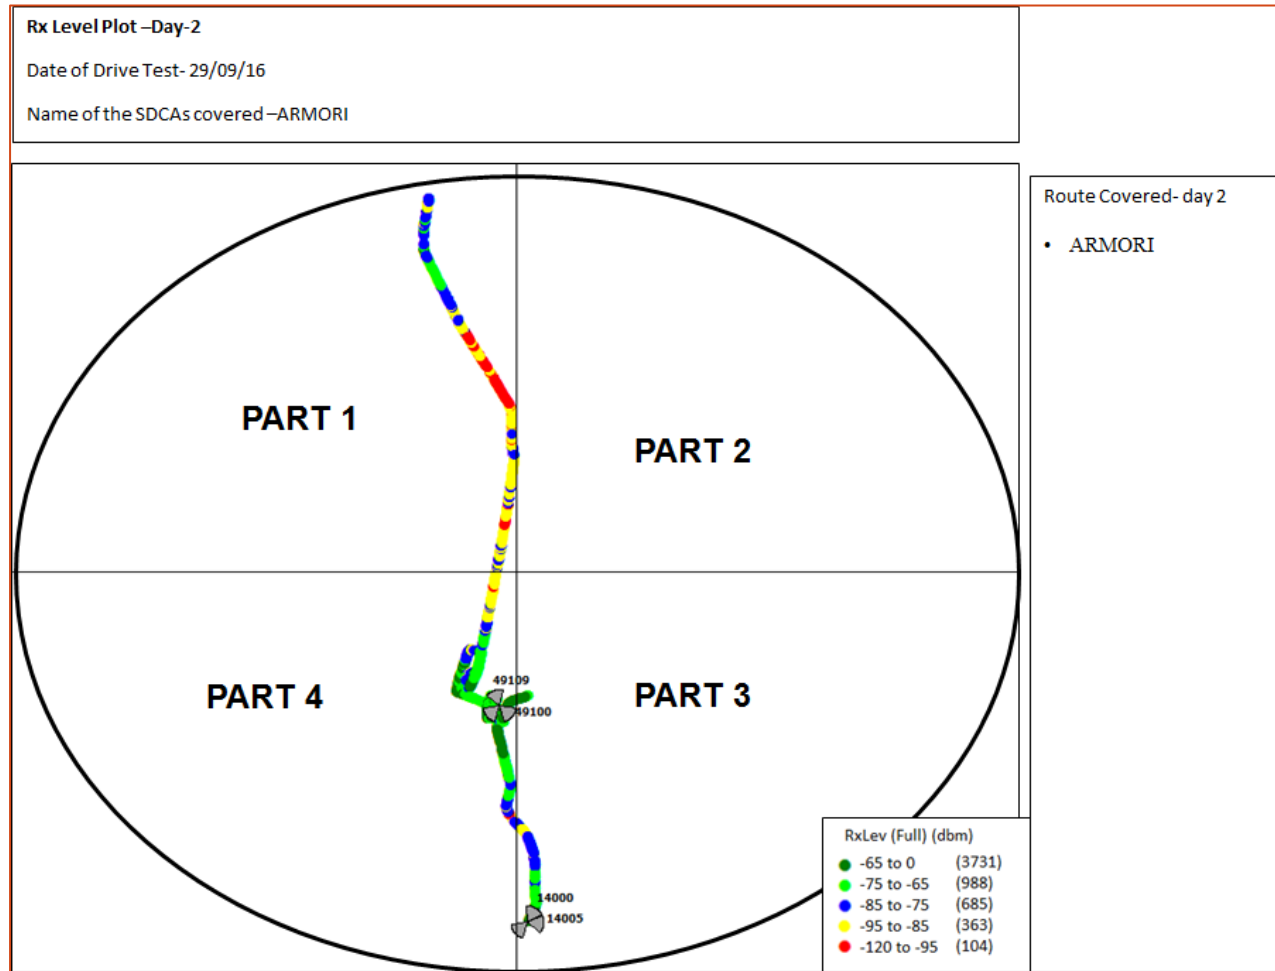 Rx Level Plot –Day-2
Date of Drive Test- 29/09/16
Name of the SDCAs covered –ARMORI
Route Covered- day 2
• ARMORI
PART 1
PART 2
PART 4
PART 3
49109
49100
14000
14005
RxLev (Full) (dbm)
-65 to 0 (3731)
-75 to -65 (988)
-85 to -75 (685)
-95 to -85 (363)
-120 to -95 (104)